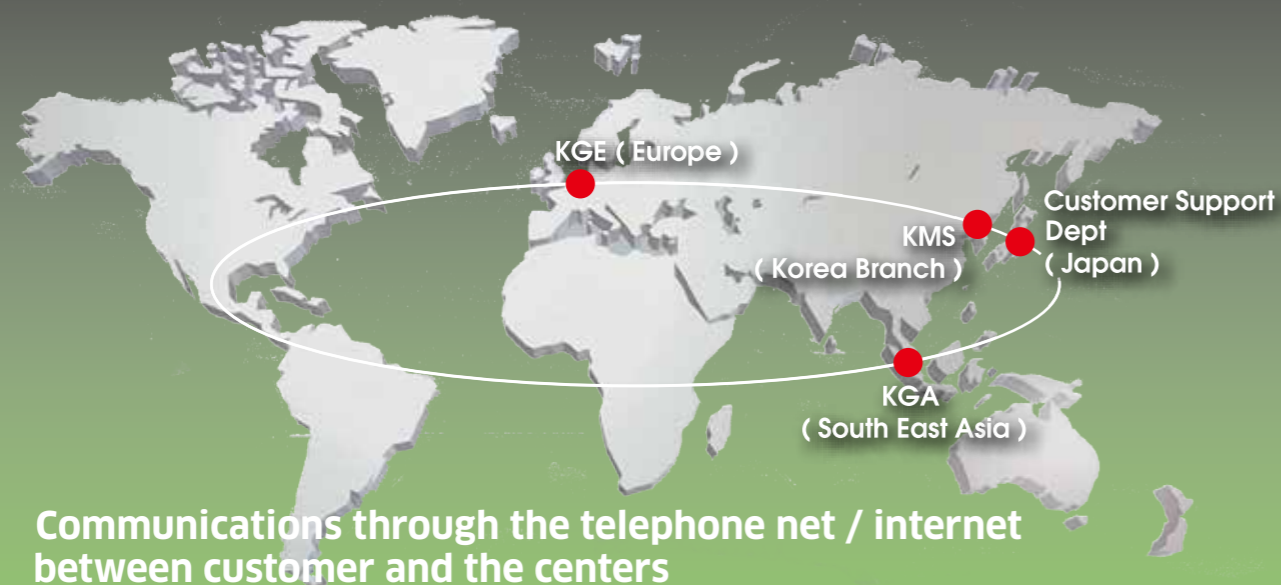 KGE ( Europe )
Customer Support
Dept
( Japan )
KMS
( Korea Branch )
KGA
( South East Asia )
Communications through the telephone net / internet
between customer and the centers